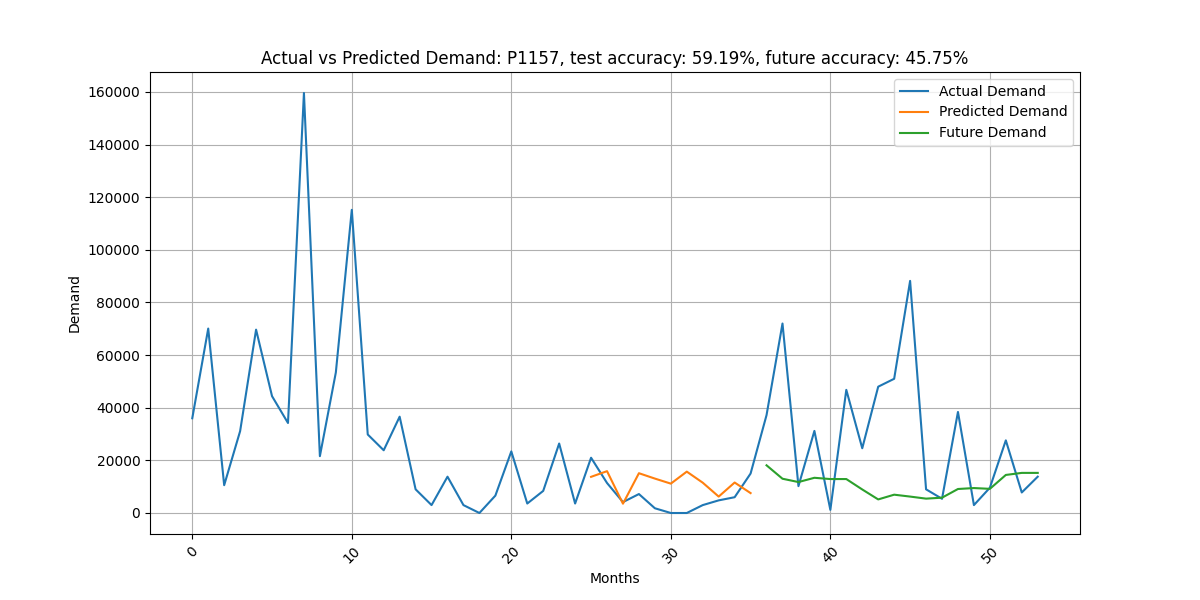 Actual vs Predicted Demand: P1157, test accuracy: 59.19%, future accuracy: 45.75%
Actual Demand
Predicted Demand
Future Demand
160000
140000
120000
100000
80000
60000
40000
20000
0
Demand
0 10 20 30 40 50
Months